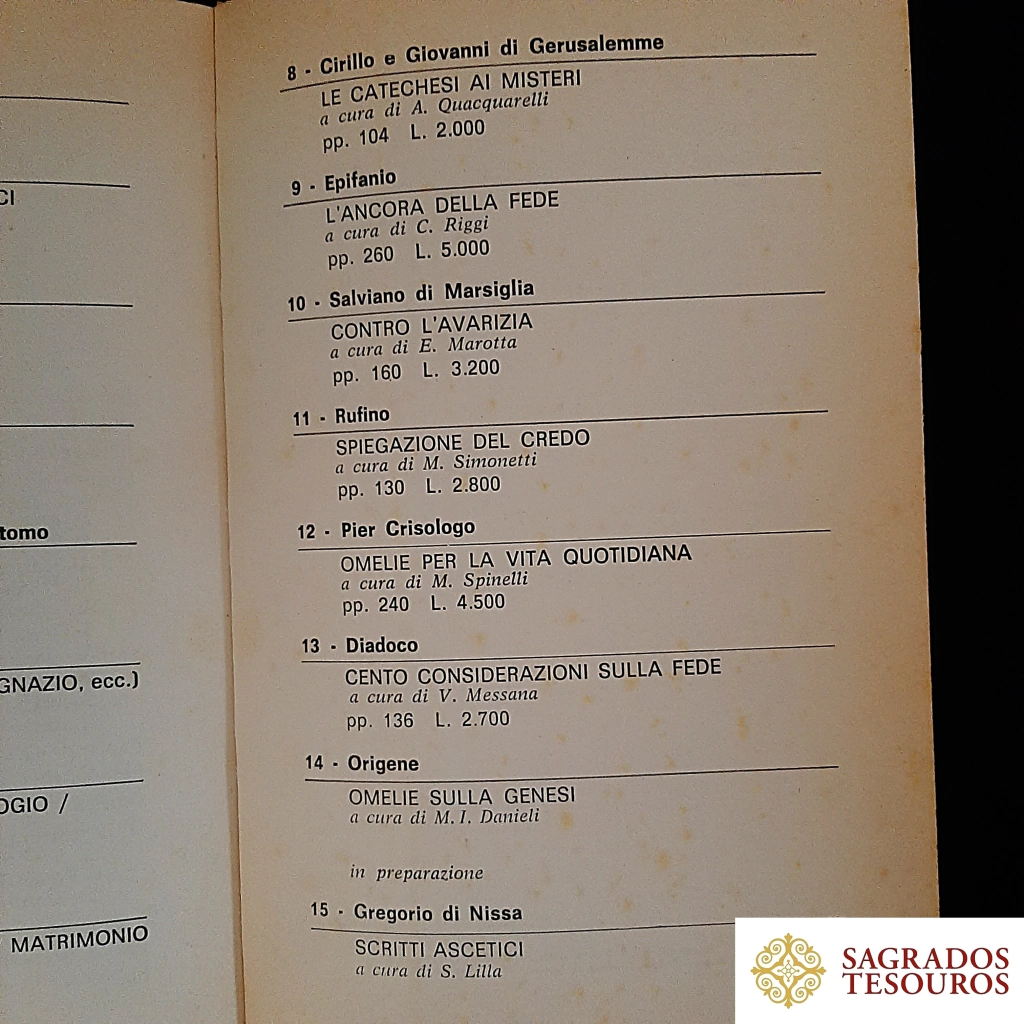 CI
tomo
GNAZIO, ecc.)
OGIO /
MATRIMONIO
8 - Cirillo e Giovanni di Gerusalemme
LE CATECHESI AI MISTERI
a cura di A. Quacquarelli
pp. 104 L. 2.000
9 - Epifanio
L'ANCORA DELLA FEDE
a cura di C. Riggi
pp. 260 L. 5.000
10 - Salviano di Marsiglia
CONTRO L'AVARIZIA
a cura di E. Marotta
pp. 160 L. 3.200
11 - Rufino
SPIEGAZIONE DEL CREDO
a cura di M. Simonetti
pp. 130 L. 2.800
12 - Pier Crisologo
OMELIE PER LA VITA QUOTIDIANA
a cura di M. Spinelli
pp. 240 L. 4.500
13 - Diadoco
CENTO CONSIDERAZIONI SULLA FEDE
a cura di V. Messana
pp. 136 L. 2.700
14 - Origene
OMELIE SULLA GENESI
a cura di M. I. Danieli
in preparazione
15 - Gregorio di Nissa
SCRITTI ASCETICI
a cura di S. Lilla
SAGRADOS
TESOUROS